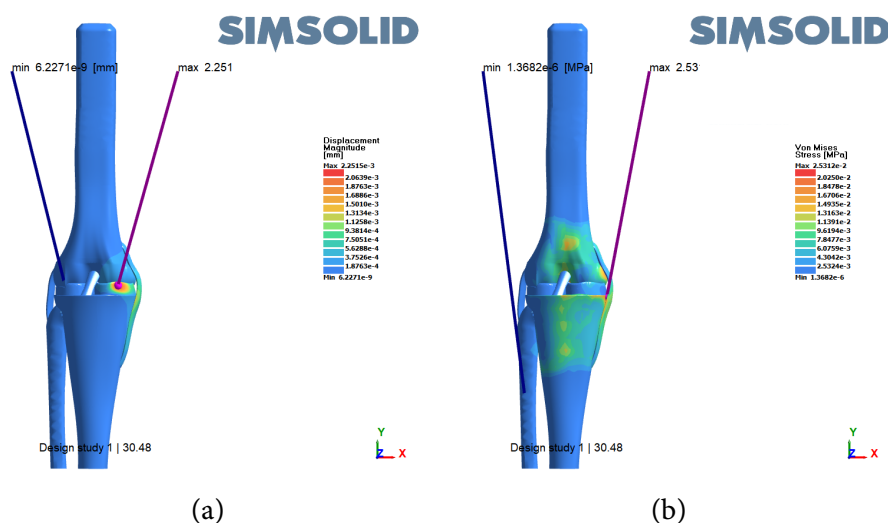 SIMSOLID
min 6.2271e-9 [mm]
max 2.251
Displacement
Magnitude
[mm]
Max 2.2515e-3
2.0639e-3
1.8763e-3
1.6886e-3
1.5010e-3
1.3134e-3
1.1258e-3
9.3814e-4
7.5051e-4
5.6288e-4
3.7526e-4
1.8763e-4
Min 6.2271e-9
Design study 1 | 30.48
Y
Z X
(a)
SIMSOLID
min 1.3682e-6 [MPa]
max 2.53
Von Mises
Stress [MPa]
Max 2.5312e-2
2.0250e-2
1.8478e-2
1.6706e-2
1.4935e-2
1.3163e-2
1.1391e-2
9.6194e-3
7.8477e-3
6.0759e-3
4.3042e-3
2.5324e-3
Min 1.3682e-6
Design study 1 | 30.48
Y
Z X
(b)